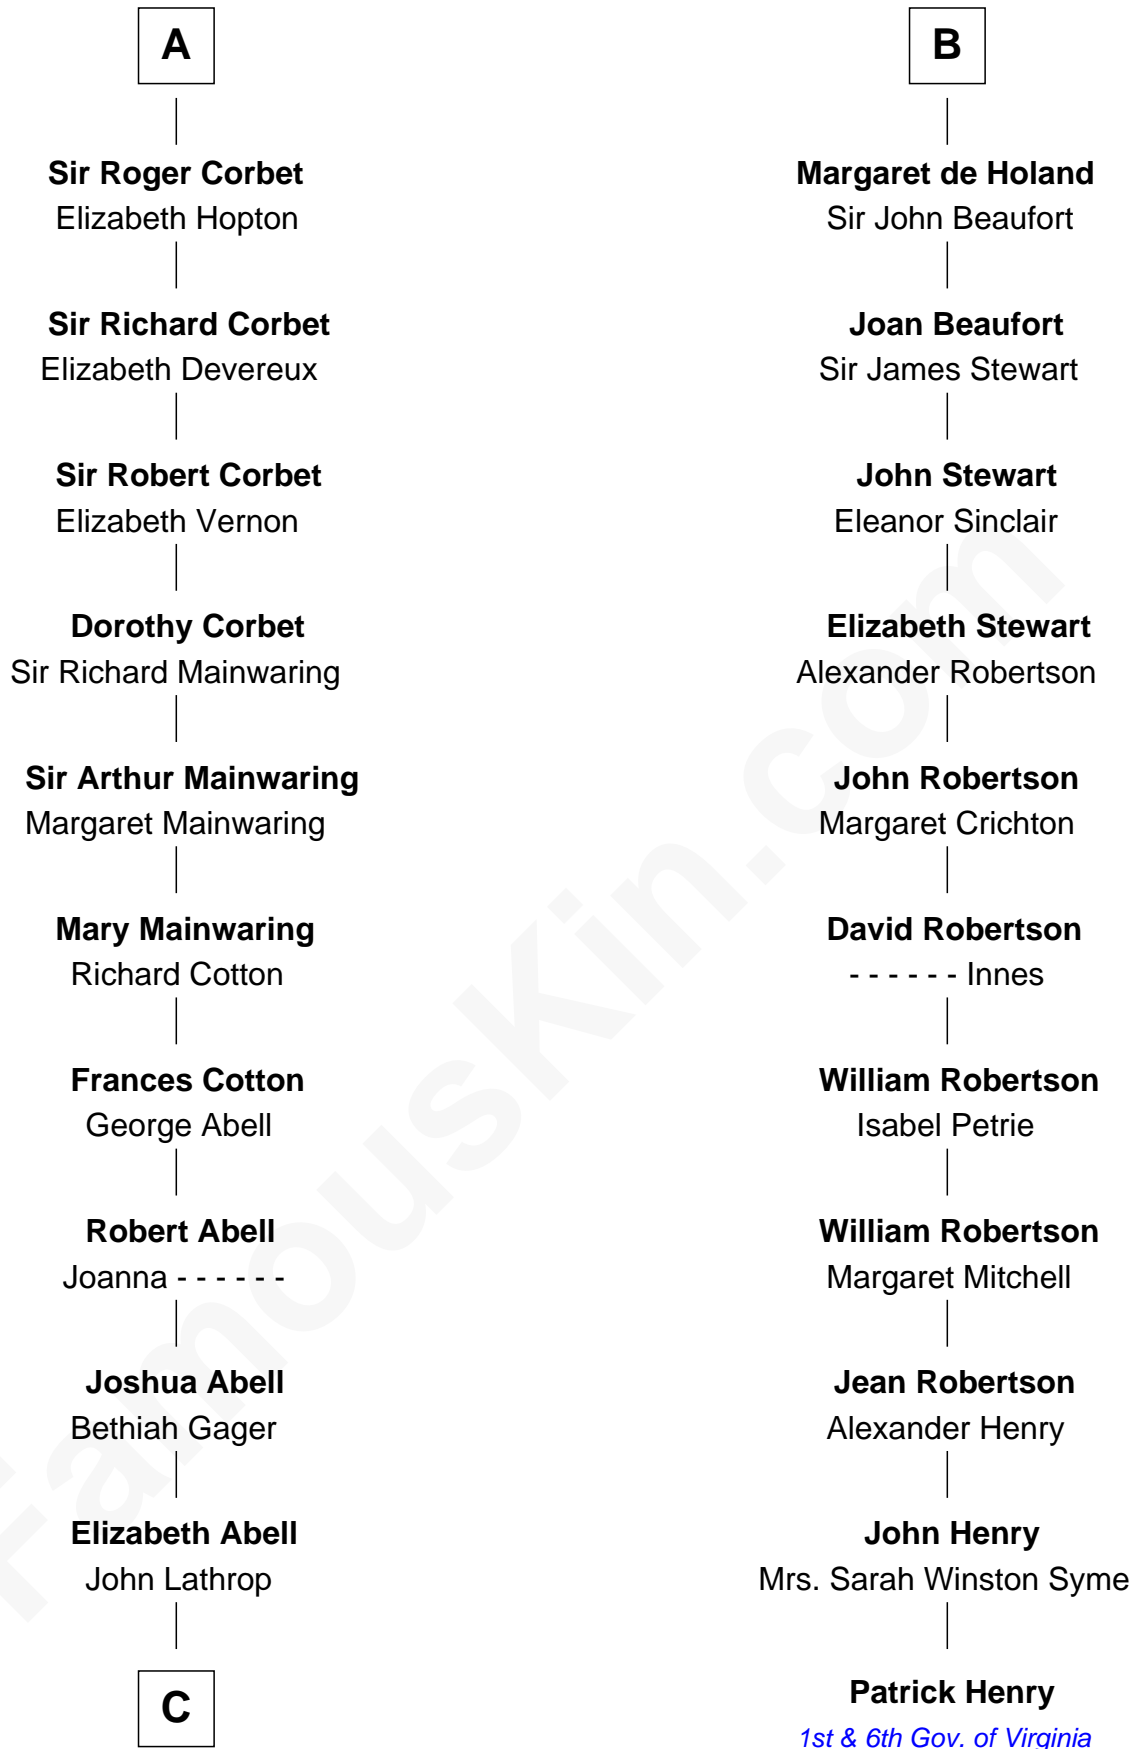 A
Sir Roger Corbet
Elizabeth Hopton
Sir Richard Corbet
Elizabeth Devereux
Sir Robert Corbet
Elizabeth Vernon
Dorothy Corbet
Sir Richard Mainwaring
Sir Arthur Mainwaring
Margaret Mainwaring
Mary Mainwaring
Richard Cotton
Frances Cotton
George Abell
Robert Abell
Joanna - - - - - -
Joshua Abell
Bethiah Gager
Elizabeth Abell
John Lathrop
C
B
Margaret de Holand
Sir John Beaufort
Joan Beaufort
Sir James Stewart
John Stewart
Eleanor Sinclair
Elizabeth Stewart
Alexander Robertson
John Robertson
Margaret Crichton
David Robertson
- - - - - - Innes
William Robertson
Isabel Petrie
William Robertson
Margaret Mitchell
Jean Robertson
Alexander Henry
John Henry
Mrs. Sarah Winston Syme
Patrick Henry
1st & 6th Gov. of Virginia
FamousKin.com